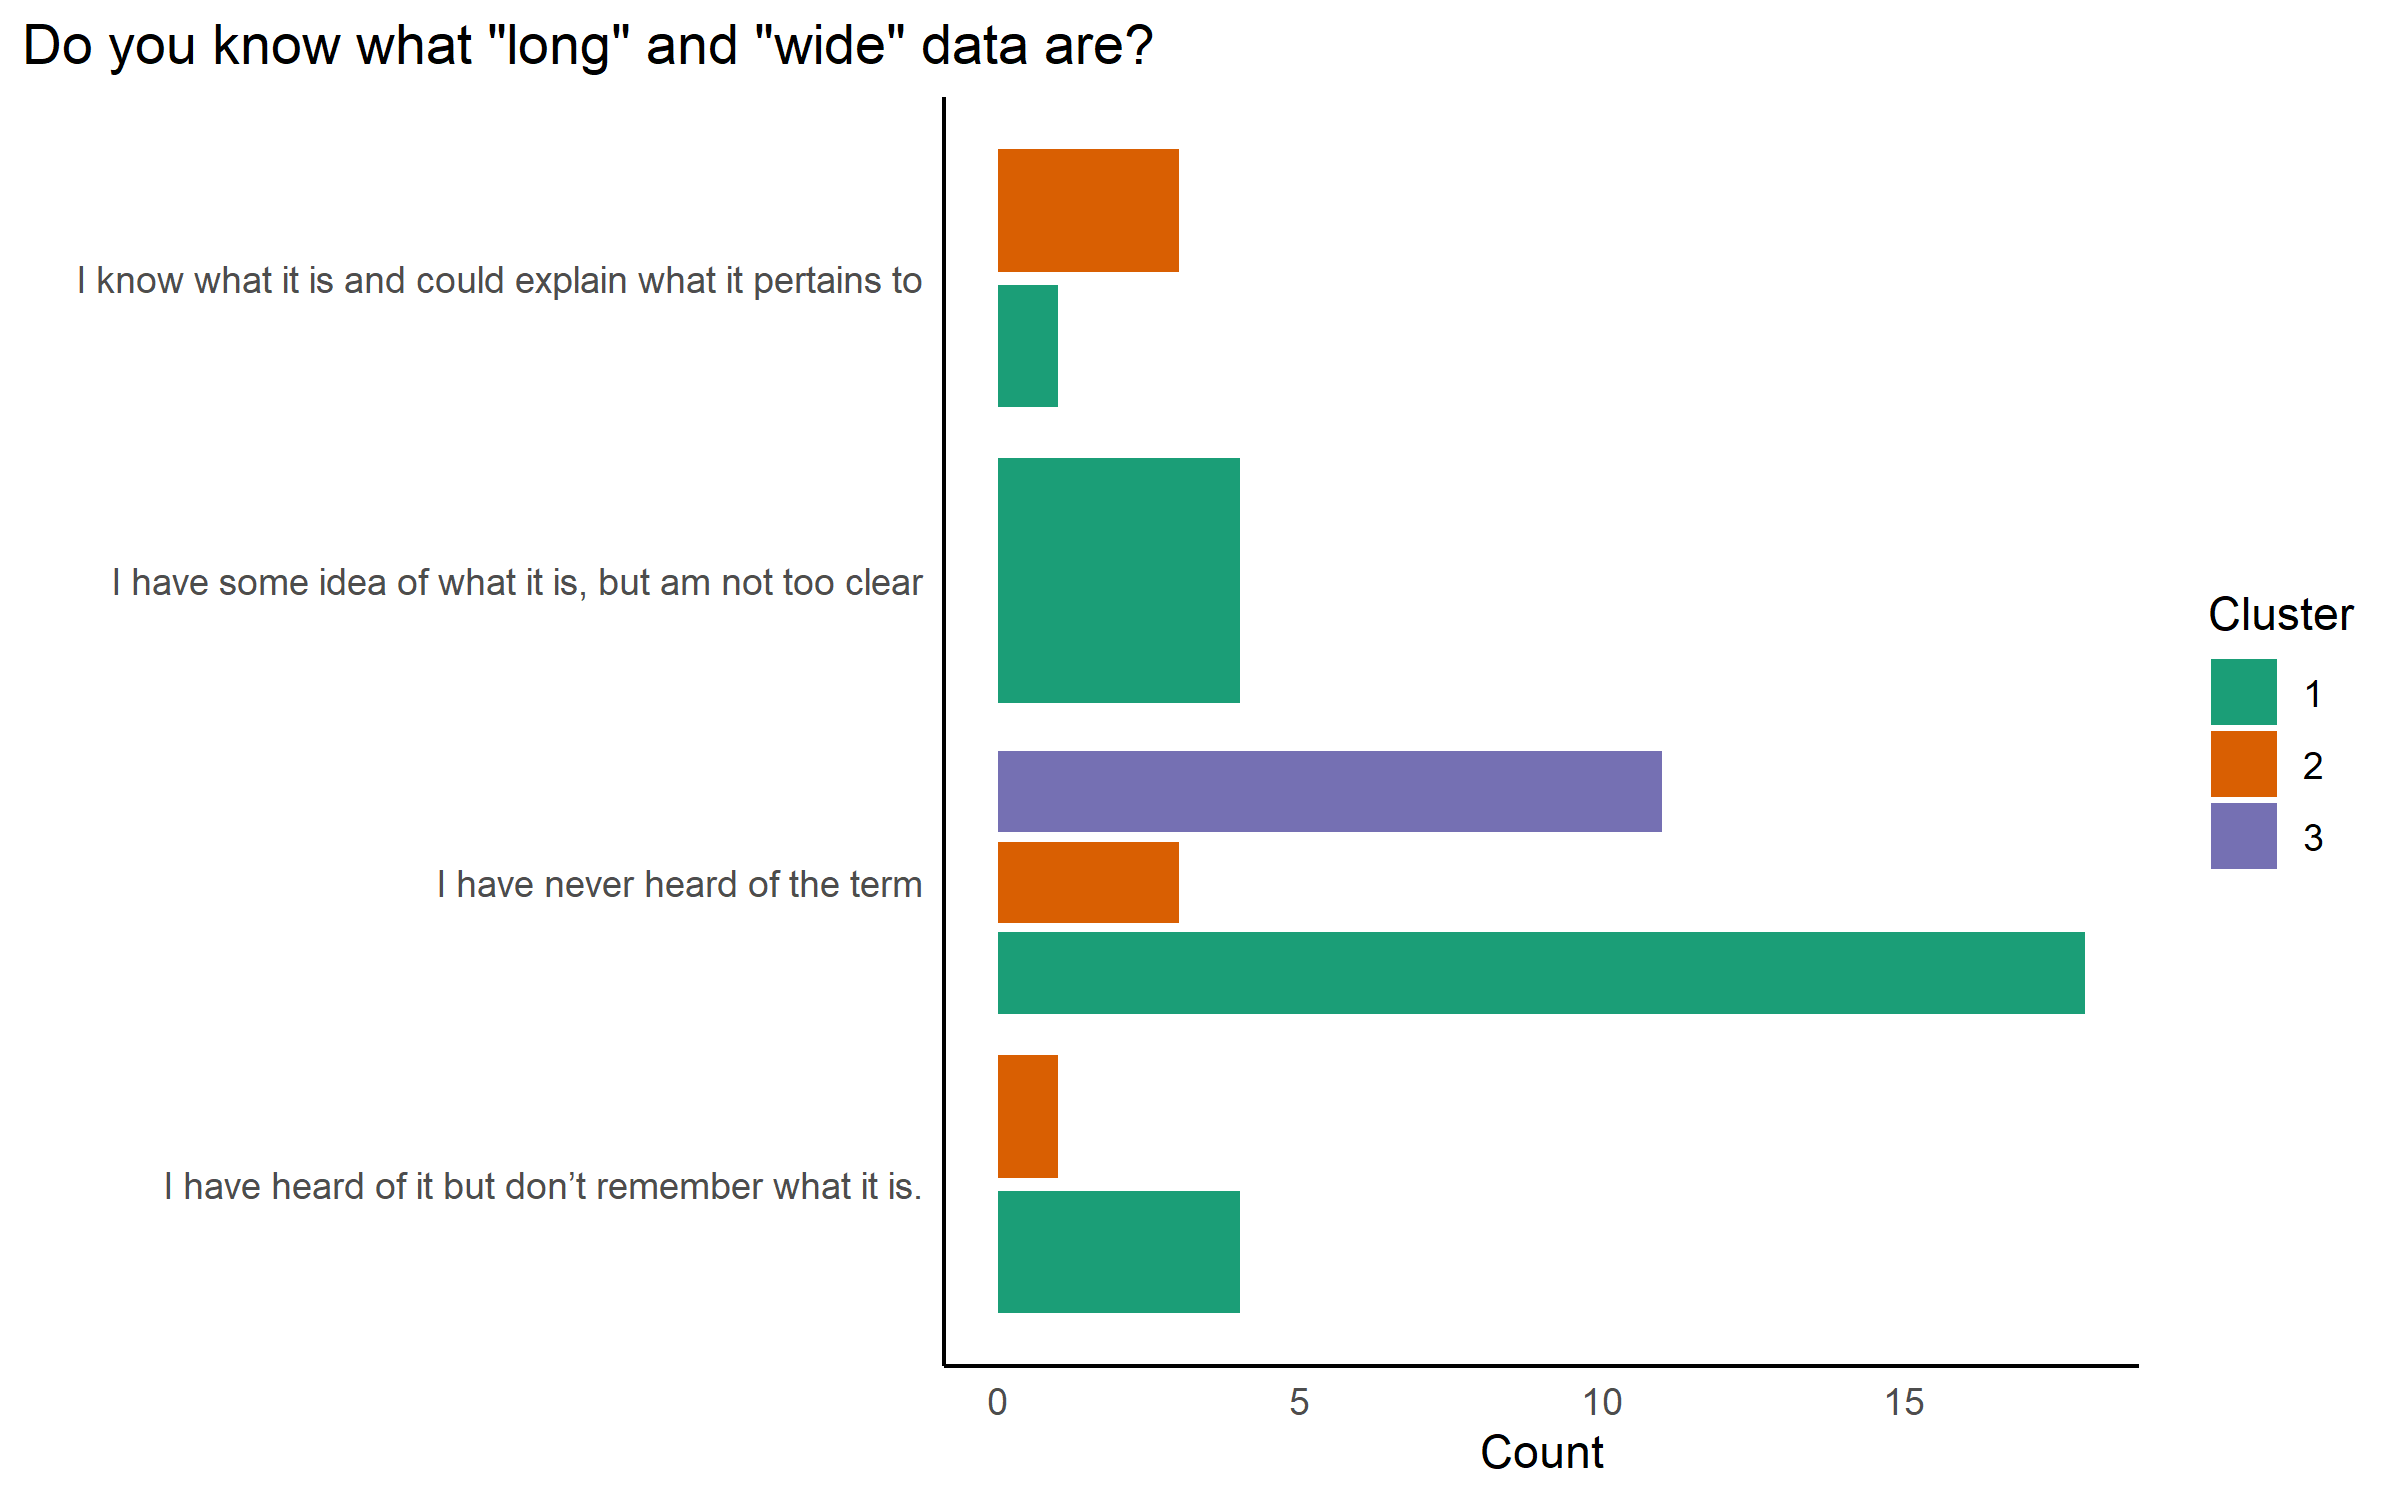 Do you know what "long" and "wide" data are?
I know what it is and could explain what it pertains to
I have some idea of what it is, but am not too clear
I have never heard of the term
I have heard of it but don’t remember what it is.
0 5 10 15
Count
Cluster
1
2
3